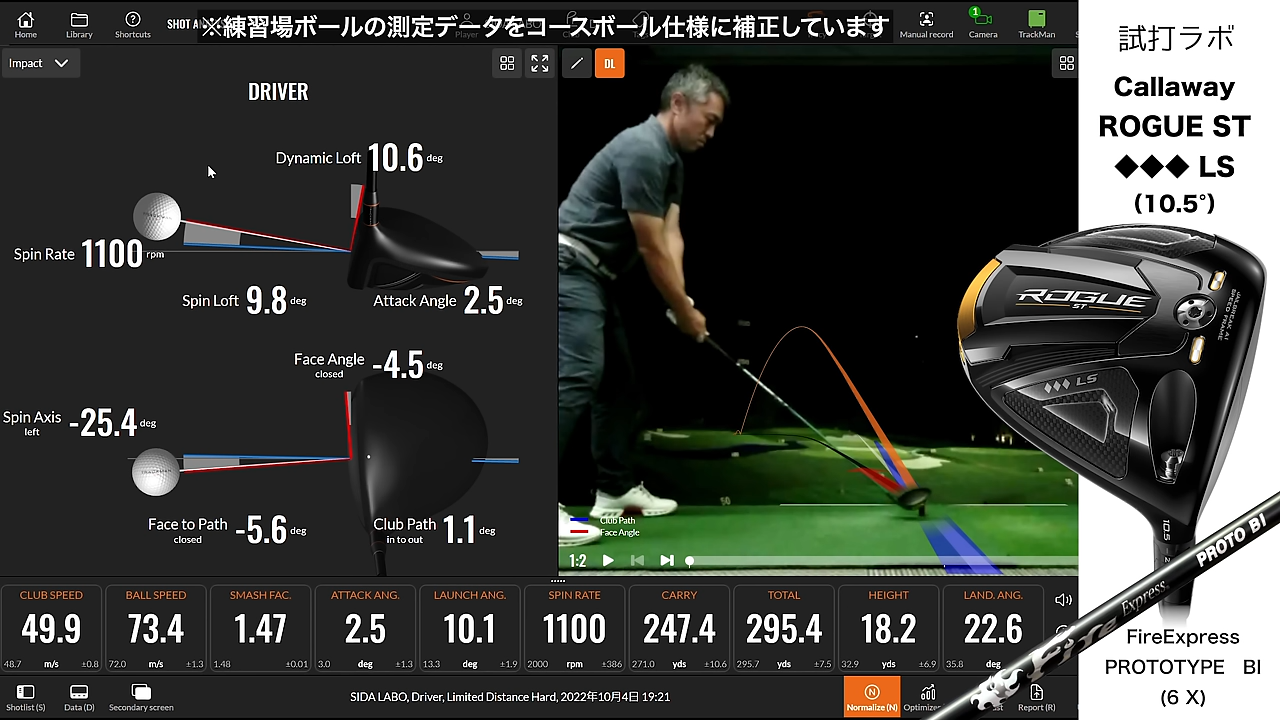 ※練習場ボールの測定データをコースボール仕様に補正しています
Home
Library
Shortcuts
SHOT AN
Manual record
1
Camera
TrackMan
Impact
DRIVER
DL
Dynamic Loft 10.6 deg
Spin Rate 1100 rpm
Spin Loft 9.8 deg
Attack Angle 2.5 deg
Face Angle -4.5 deg
closed
Spin Axis -25.4 deg
left
Face to Path -5.6 deg
closed
Club Path 1.1 deg
in to out
50
Club Path
Face Angle
1:2
CLUB SPEED
49.9
48.7 m/s ±0.8
BALL SPEED
73.4
72.0 m/s ±1.3
SMASH FAC.
1.47
1.48 ±0.01
ATTACK ANG.
2.5
3.0 deg ±1.3
LAUNCH ANG.
10.1
13.3 deg ±1.9
SPIN RATE
1100
2000 rpm ±386
CARRY
247.4
271.0 yds ±10.6
TOTAL
295.4
295.7 yds ±7.5
HEIGHT
18.2
32.9 yds ±6.9
LAND. ANG.
22.6
35.8 deg
Shotlist (S)
Data (D)
Secondary screen
SIDA LABO, Driver, Limited Distance Hard, 2022年10月4日 19:21
N
Normalize (N)
Optimizer
Report (R)
試打ラボ
Callaway
ROGUE ST
◆◆◆ LS
(10.5°)
ROGUE
ST
◆◆◆ LS
10.5
Fire Express
PROTO BI
FireExpress
PROTOTYPE BI
(6 X)